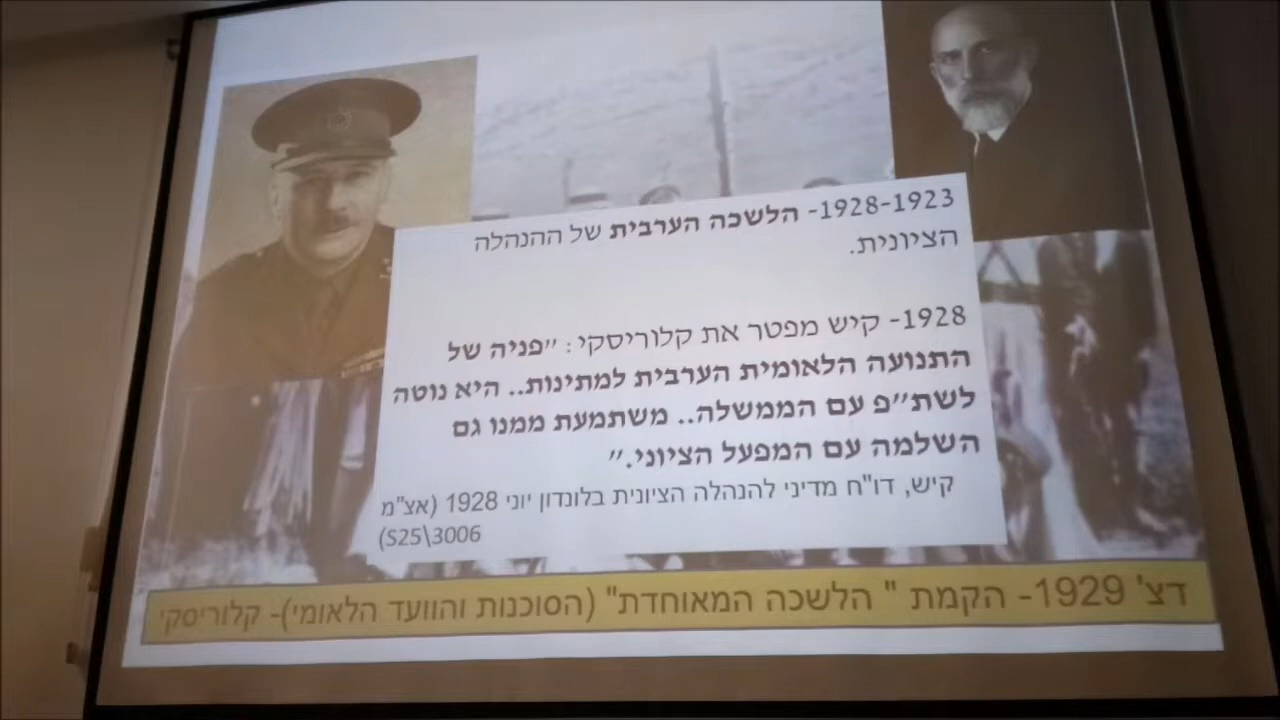 1928-1923- הלשכה הערבית של ההנהלה
הציונית.
1928- קיש מפטר את קלוריסקי: "פניה של
התנועה הלאומית הערבית למתינות.. היא נוטה
לשת"פ עם הממשלה.. משתמעת ממנו גם
השלמה עם המפעל הציוני."
קיש, דו"ח מדיני להנהלה הציונית בלונדון יוני 1928 (אצ"מ
S25\3006)
דצ' 1929- הקמת " הלשכה המאוחדת" (הסוכנות והוועד הלאומי)- קלוריסקי